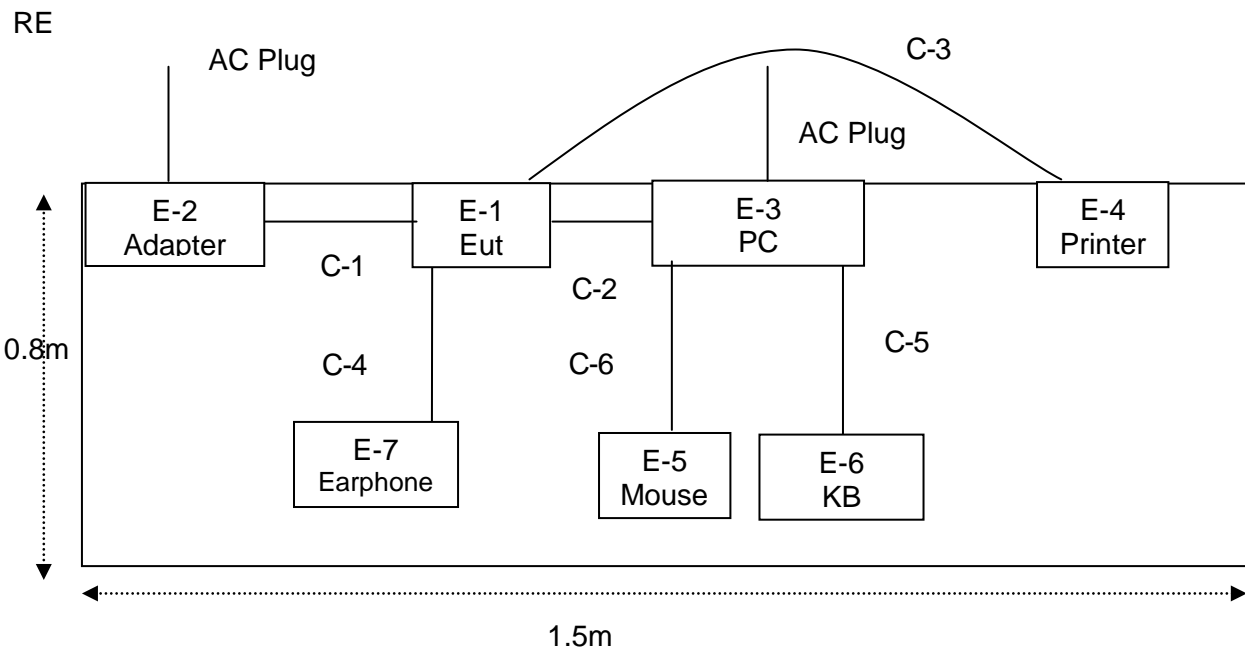 RE
AC Plug
C-3
AC Plug
E-2
Adapter
E-1
Eut
E-3
PC
E-4
Printer
C-1
C-2
0.8m
C-4
C-6
C-5
E-7
Earphone
E-5
Mouse
E-6
KB
1.5m